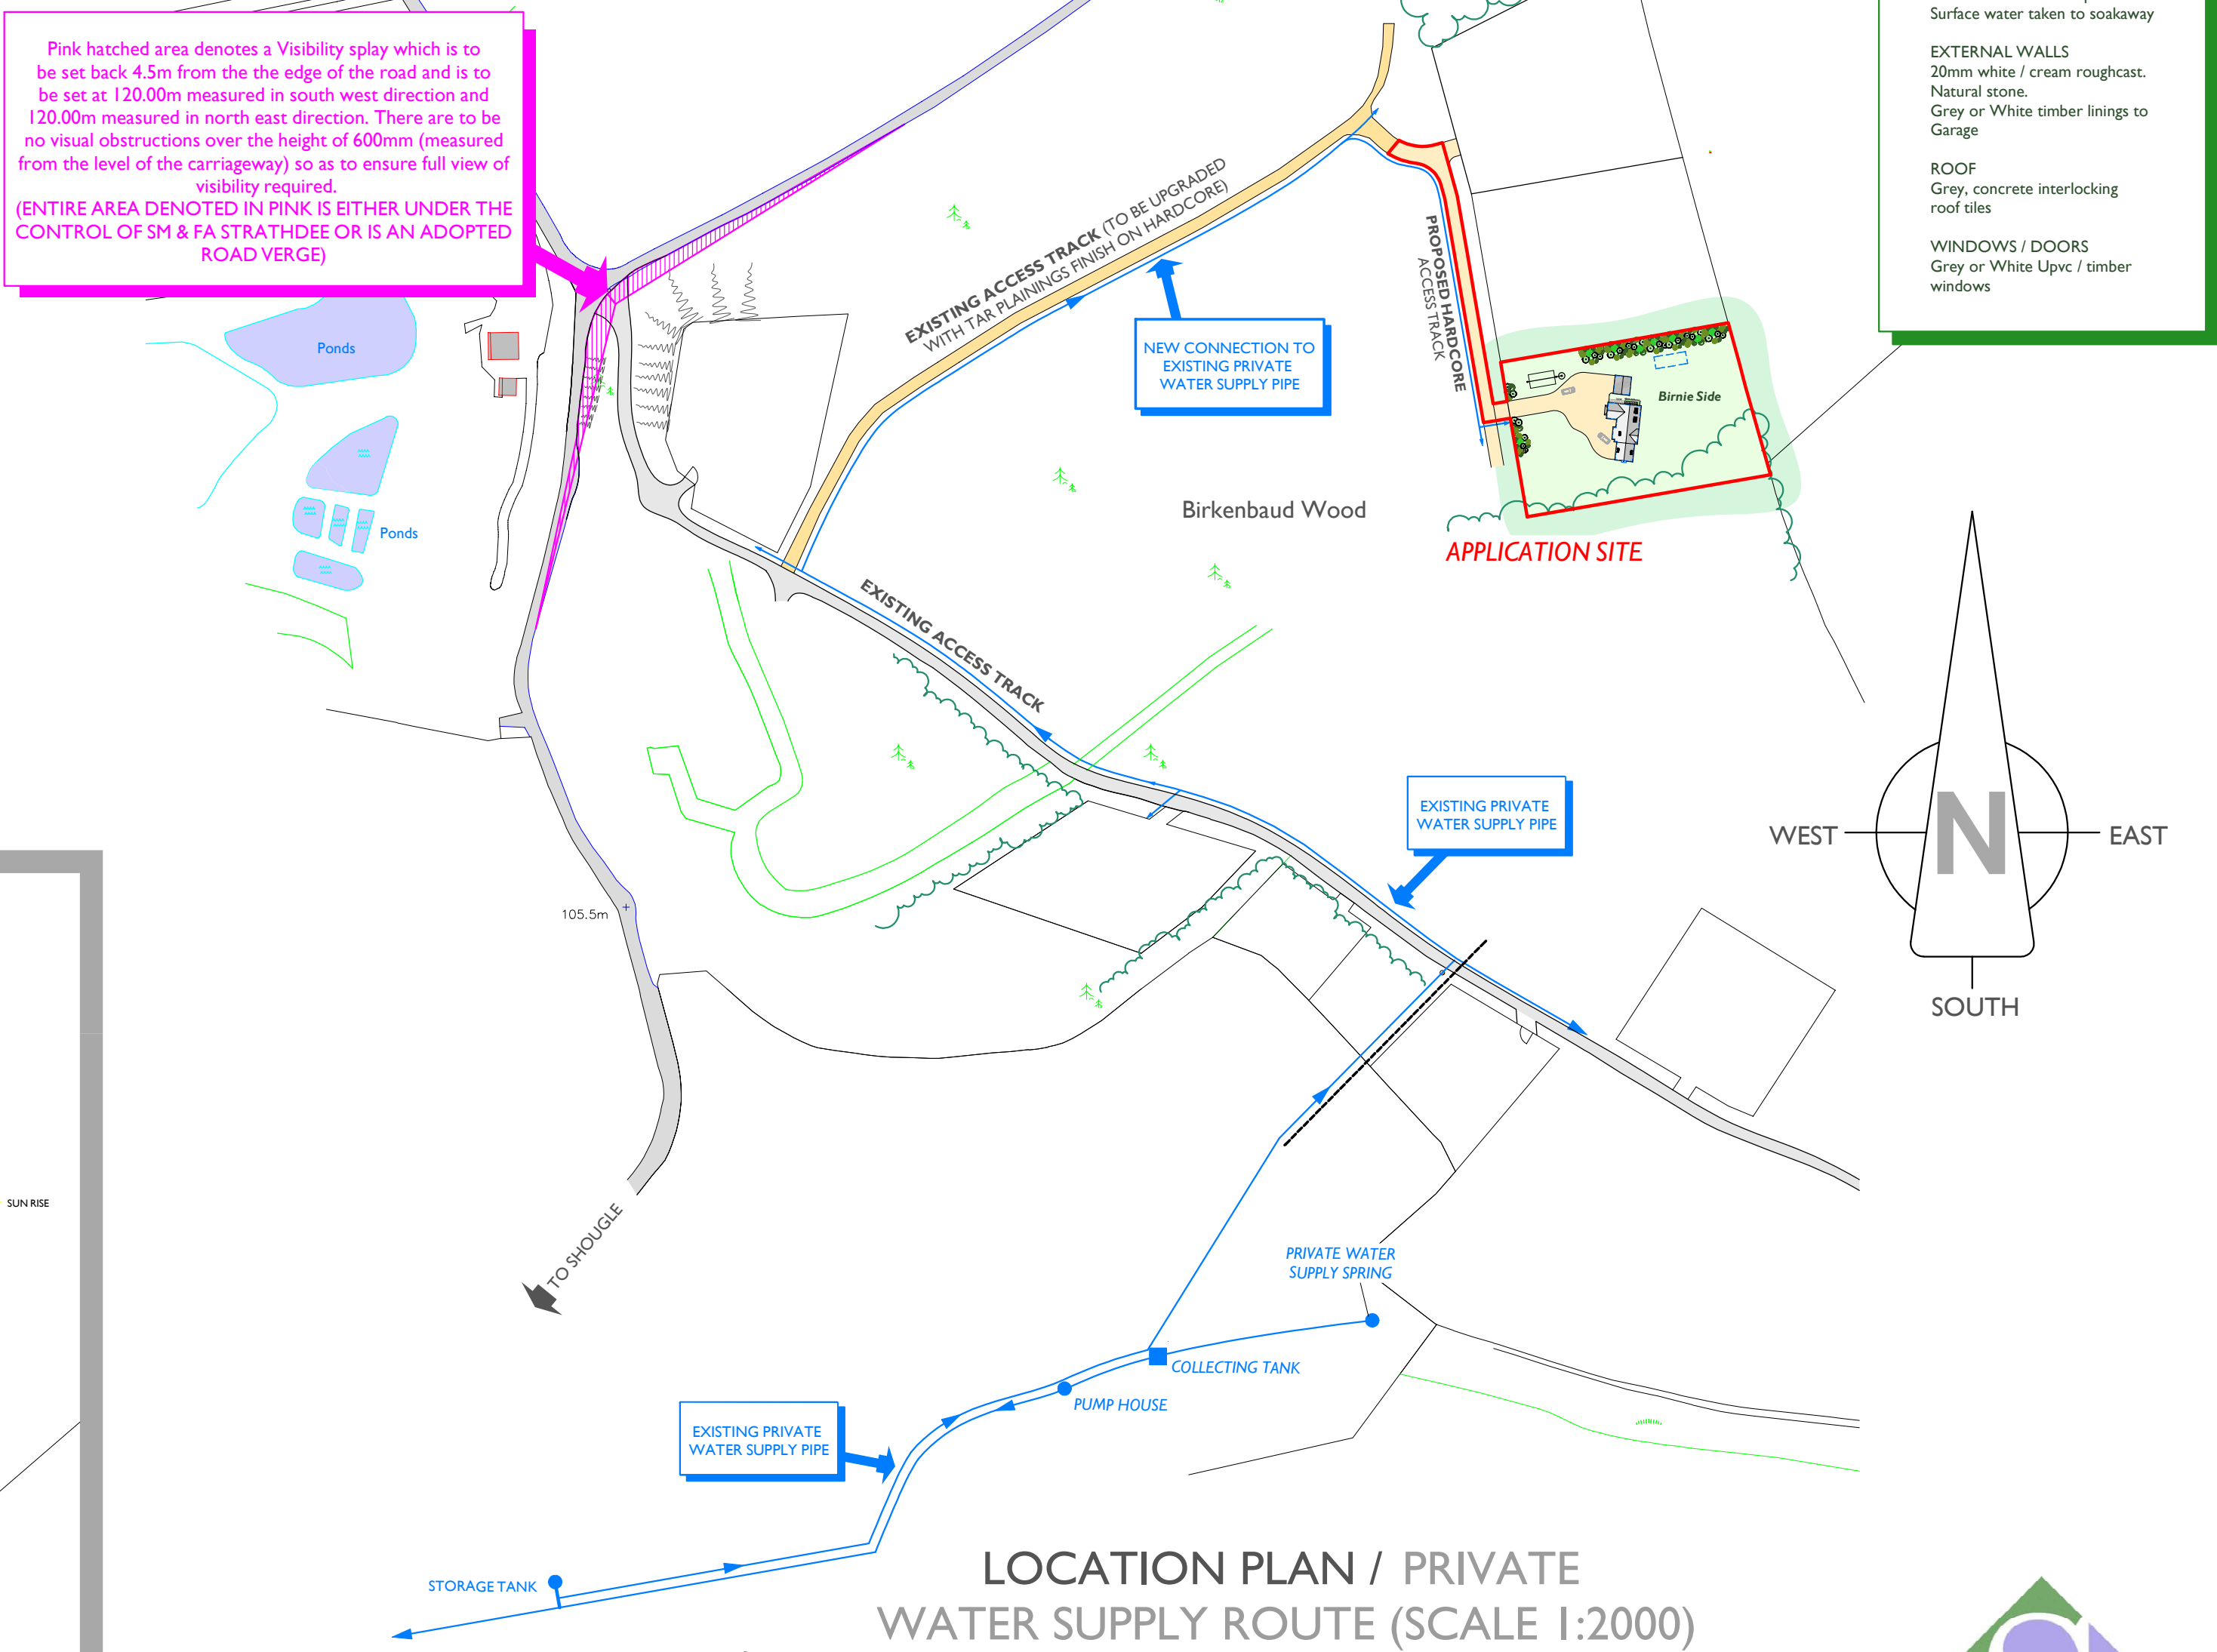 Pink hatched area denotes a Visibility splay which is to
be set back 4.5m from the the edge of the road and is to
be set at 120.00m measured in south west direction and
120.00m measured in north east direction. There are to be
no visual obstructions over the height of 600mm (measured
from the level of the carriageway) so as to ensure full view of
visibility required.
(ENTIRE AREA DENOTED IN PINK IS EITHER UNDER THE
CONTROL OF SM & FA STRATHDEE OR IS AN ADOPTED
ROAD VERGE)
Surface water taken to soakaway
EXTERNAL WALLS
20mm white / cream roughcast.
Natural stone.
Grey or White timber linings to
Garage
ROOF
Grey, concrete interlocking
roof tiles
WINDOWS / DOORS
Grey or White Upvc / timber
windows
EXISTING ACCESS TRACK (TO BE UPGRADED
WITH TAR PLAININGS FINISH ON HARDCORE)
PROPOSED HARDCORE
ACCESS TRACK
NEW CONNECTION TO
EXISTING PRIVATE
WATER SUPPLY PIPE
Ponds
Ponds
Birnie Side
Birkenbaud Wood
APPLICATION SITE
EXISTING ACCESS TRACK
EXISTING PRIVATE
WATER SUPPLY PIPE
N
WEST
EAST
SOUTH
105.5m
SUN RISE
TO SHOUGLE
PRIVATE WATER
SUPPLY SPRING
COLLECTING TANK
PUMP HOUSE
EXISTING PRIVATE
WATER SUPPLY PIPE
STORAGE TANK
LOCATION PLAN / PRIVATE
WATER SUPPLY ROUTE (SCALE 1:2000)